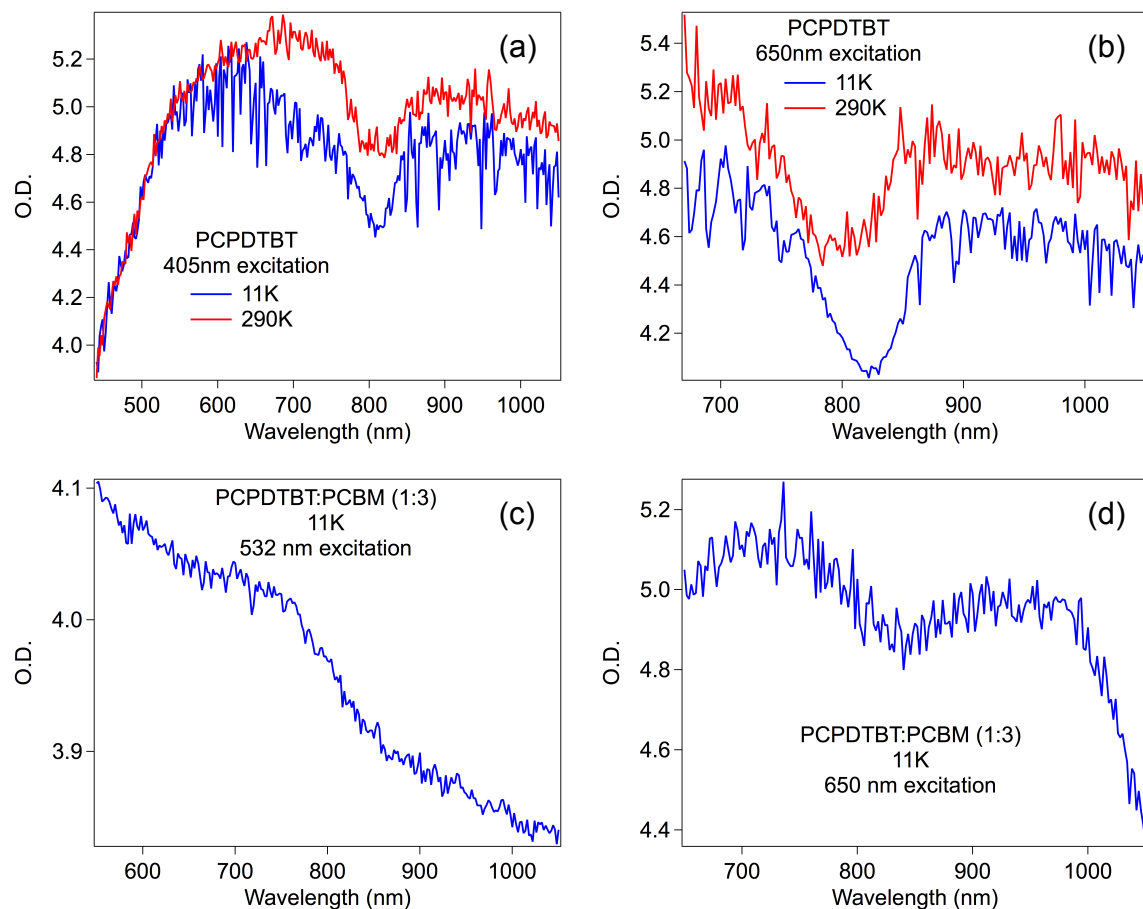 (a)
PCPDTBT
405nm excitation
11K
290K
O.D.
5.2
5.0
4.8
4.6
4.4
4.2
4.0
500 600 700 800 900 1000
Wavelength (nm)
(b)
PCPDTBT
650nm excitation
11K
290K
O.D.
5.4
5.2
5.0
4.8
4.6
4.4
4.2
700 800 900 1000
Wavelength (nm)
(c)
PCPDTBT:PCBM (1:3)
11K
532 nm excitation
O.D.
4.1
4.0
3.9
600 700 800 900 1000
Wavelength (nm)
(d)
PCPDTBT:PCBM (1:3)
11K
650 nm excitation
O.D.
5.2
5.0
4.8
4.6
4.4
700 800 900 1000
Wavelength (nm)